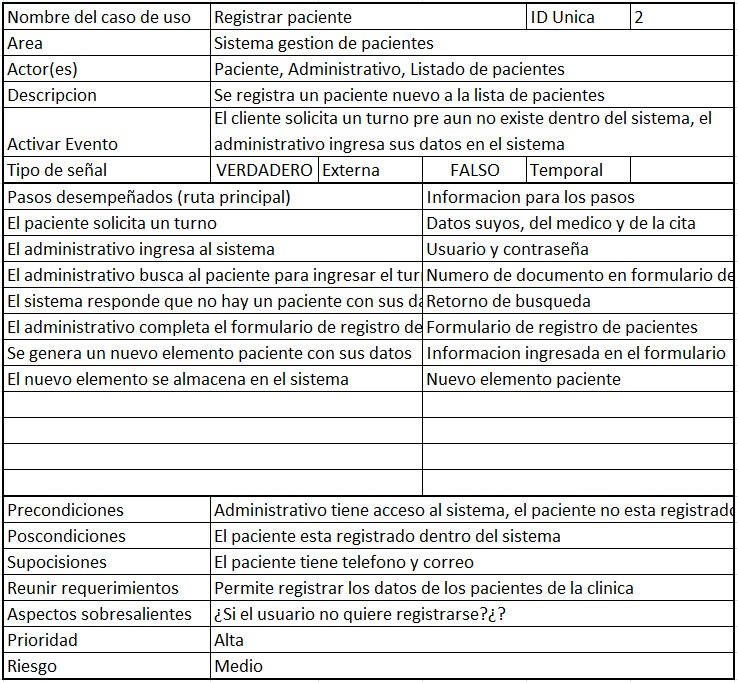 Nombre del caso de uso Registrar paciente ID Unica 2
Area Sistema gestion de pacientes
Actor(es) Paciente, Administrativo, Listado de pacientes
Descripcion Se registra un paciente nuevo a la lista de pacientes
El cliente solicita un turno pre aun no existe dentro del sistema, el
Activar Evento administrativo ingresa sus datos en el sistema
Tipo de señal VERDADERO Externa FALSO Temporal
Pasos desempeñados (ruta principal) Informacion para los pasos
El paciente solicita un turno Datos suyos, del medico y de la cita
El administrativo ingresa al sistema Usuario y contraseña
El administrativo busca al paciente para ingresar el Numero de documento en formulario
El sistema responde que no hay un paciente con sus Retorno de busqueda
El administrativo completa el formulario de registro de Formulario de registro de pacientes
Se genera un nuevo elemento paciente con sus datos Informacion ingresada en el formulario
El nuevo elemento se almacena en el sistema Nuevo elemento paciente
Precondiciones Administrativo tiene acceso al sistema, el paciente no esta
Poscondiciones El paciente esta registrado dentro del sistema
Supocisiones El paciente tiene telefono y correo
Reunir requerimientos Permite registrar los datos de los pacientes de la clinica
Aspectos sobresalientes ¿Si el usuario no quiere registrarse?¿?
Prioridad Alta
Riesgo Medio